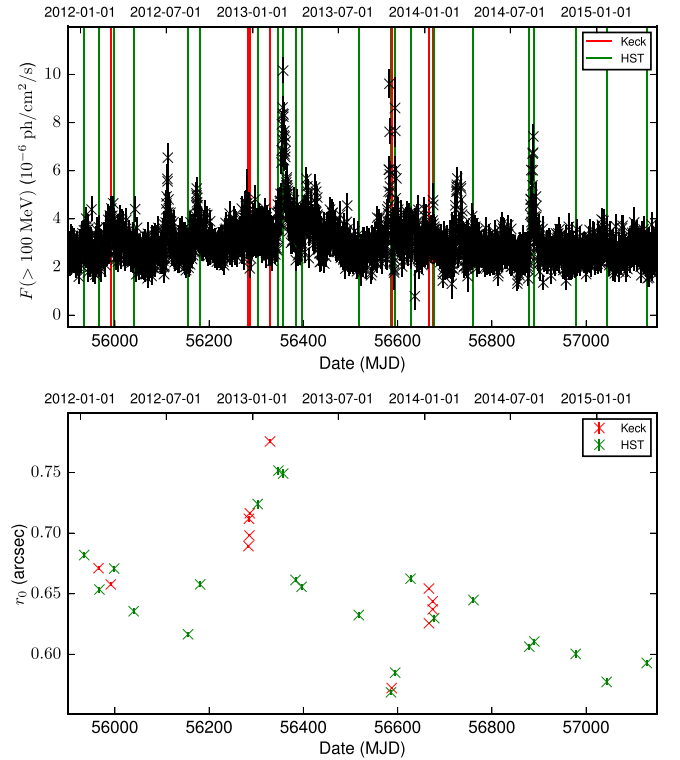 2012-01-01 2012-07-01 2013-01-01 2013-07-01 2014-01-01 2014-07-01 2015-01-01
Keck
HST
10
8
6
4
2
0
F(> 100 MeV) (10⁻⁶ ph/cm²/s)
56000 56200 56400 56600 56800 57000
Date (MJD)
2012-01-01 2012-07-01 2013-01-01 2013-07-01 2014-01-01 2014-07-01 2015-01-01
Keck
HST
0.75
0.70
0.65
0.60
r₀ (arcsec)
56000 56200 56400 56600 56800 57000
Date (MJD)